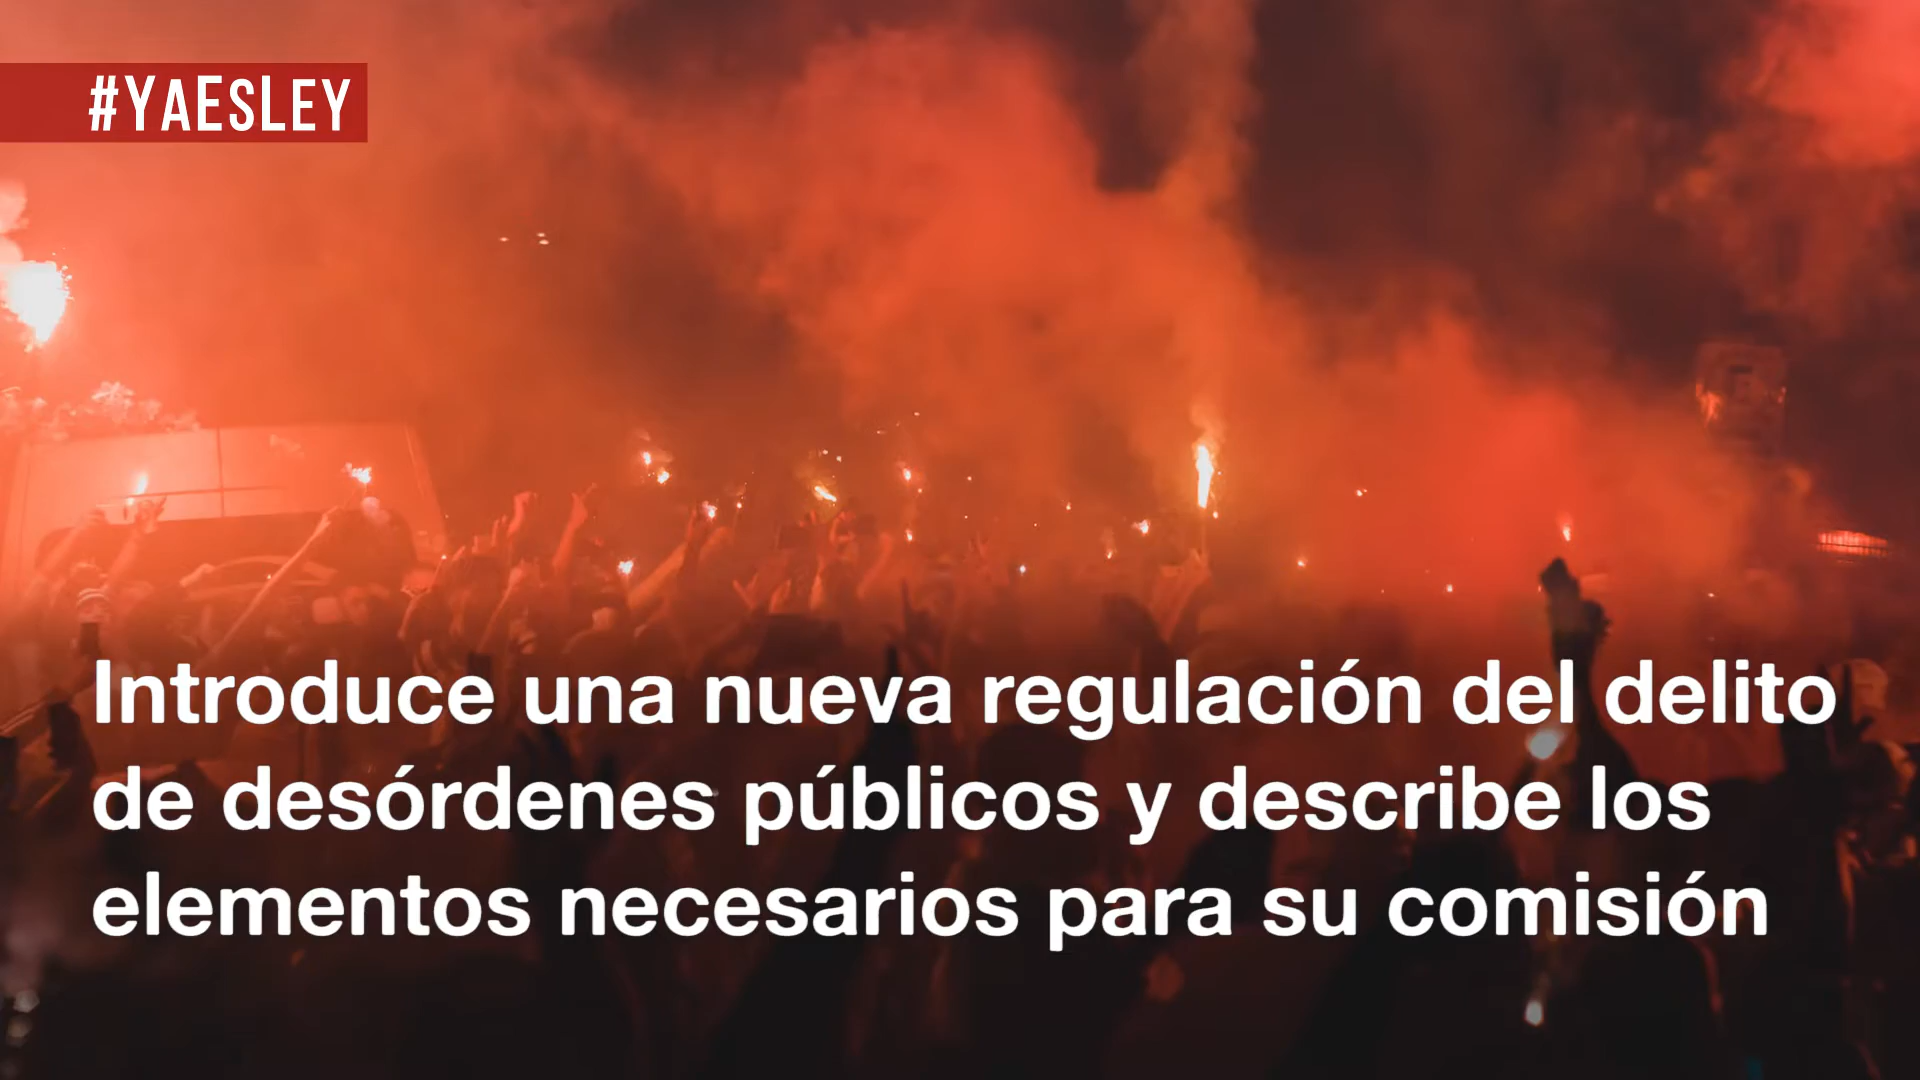 #YAESLEY
Introduce una nueva regulación del delito
de desórdenes públicos y describe los
elementos necesarios para su comisión